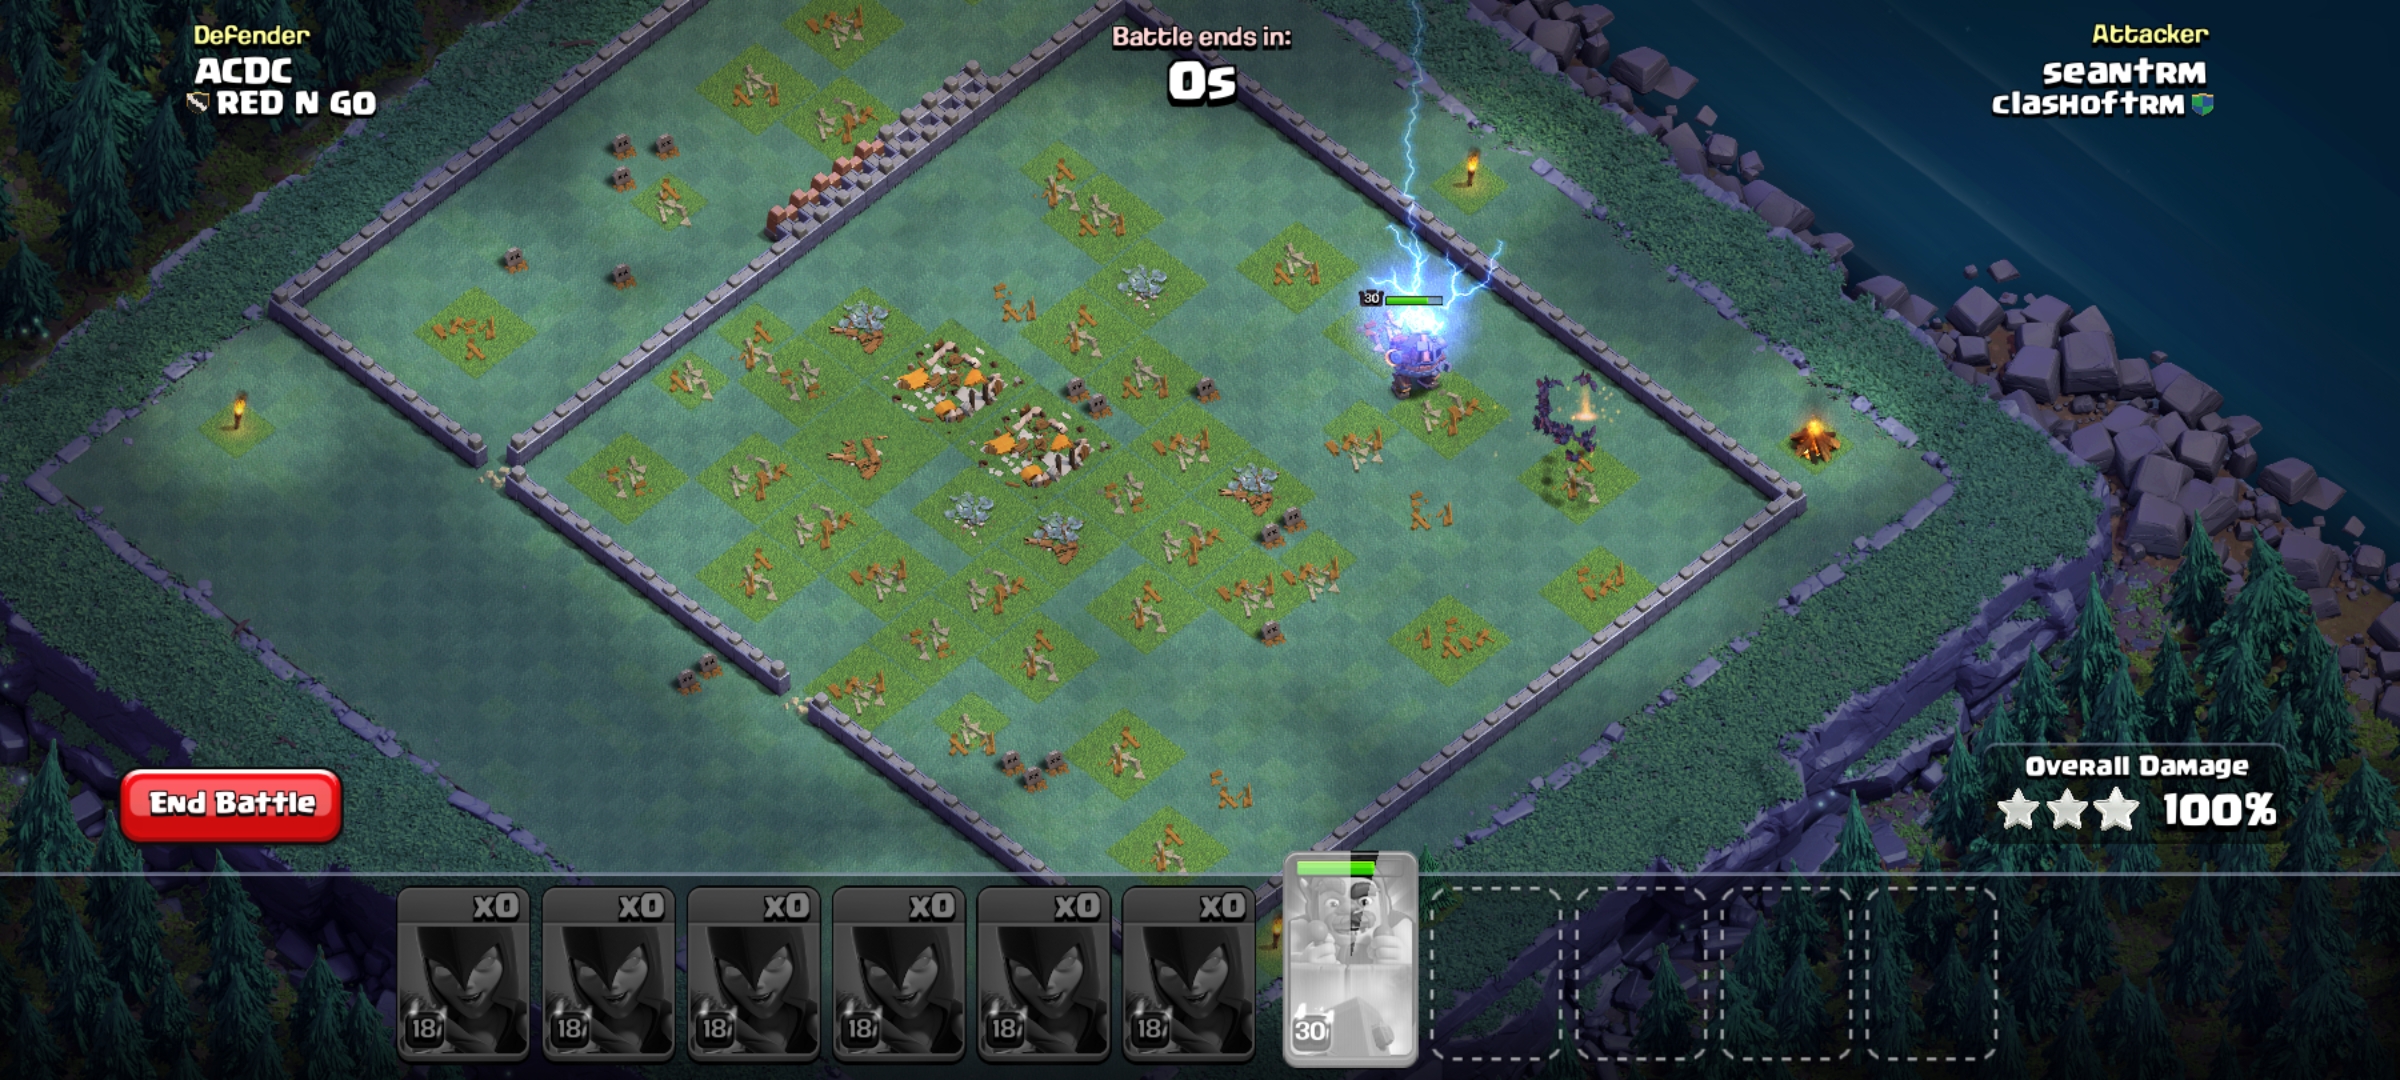 Defender
ACDC
RED N GO
Battle ends in:
0s
Attacker
seantRM
clashoftRM
30
End Battle
Overall Damage
100%
x0
x0
x0
x0
x0
x0
18
18
18
18
18
18
30